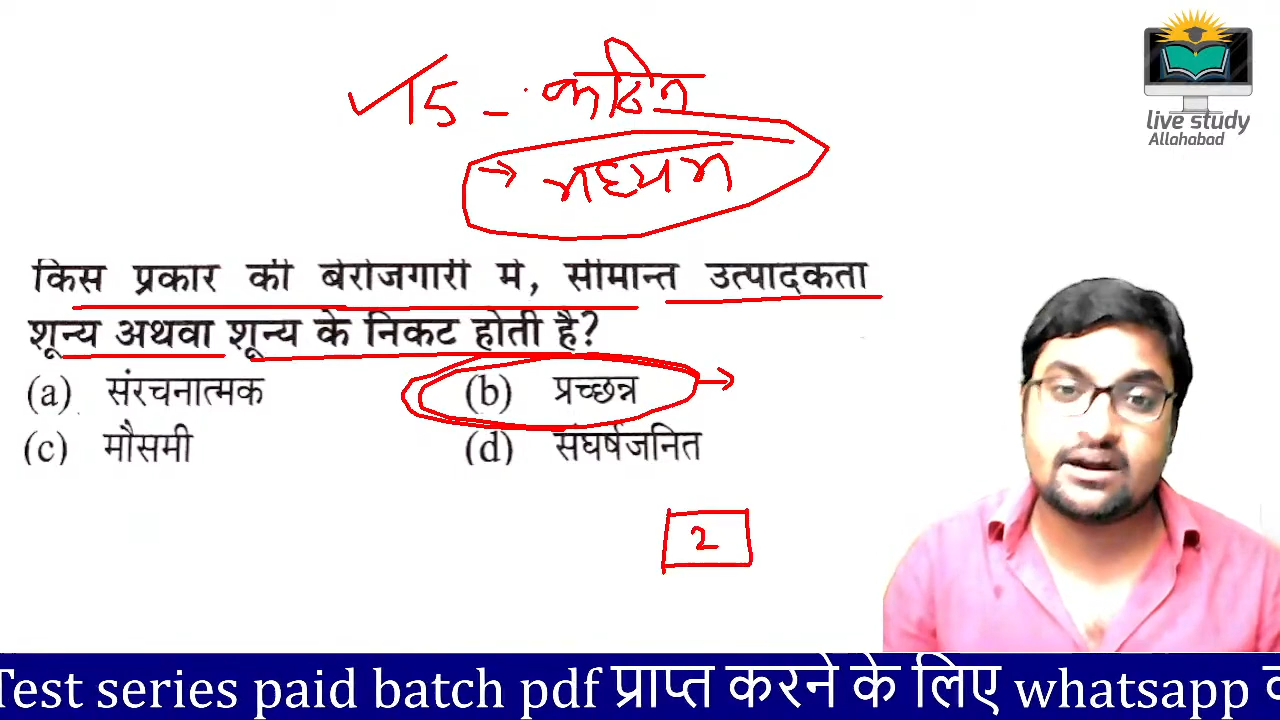 15 - कठिन
→ मध्यम
live study
Allahabad
किस प्रकार की बेरोजगारी में, सीमान्त उत्पादकता
शून्य अथवा शून्य के निकट होती है?
(a) संरचनात्मक (b) प्रच्छन्न
(c) मौसमी (d) संघर्षजनित
2
Test series paid batch pdf प्राप्त करने के लिए whatsapp